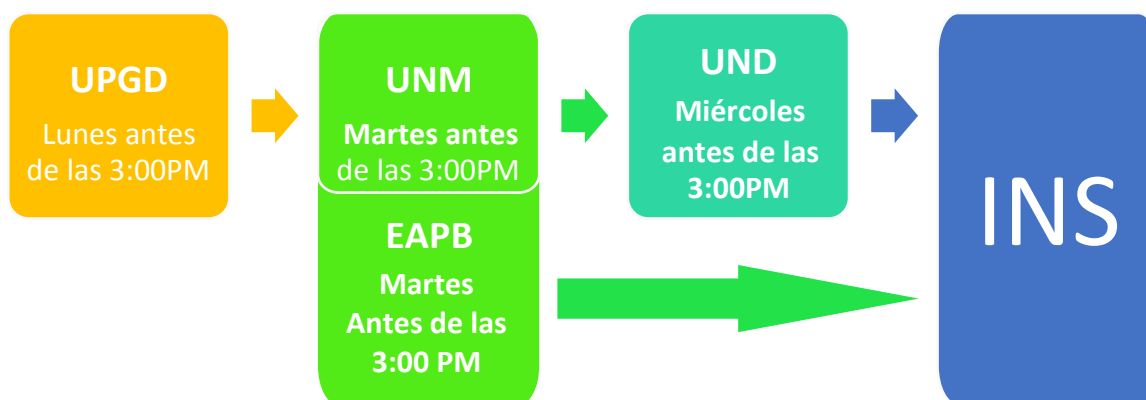 UPGD
Lunes antes
de las 3:00PM
UNM
Martes antes
de las 3:00PM
EAPB
Martes
Antes de las
3:00 PM
UND
Miércoles
antes de las
3:00PM
INS